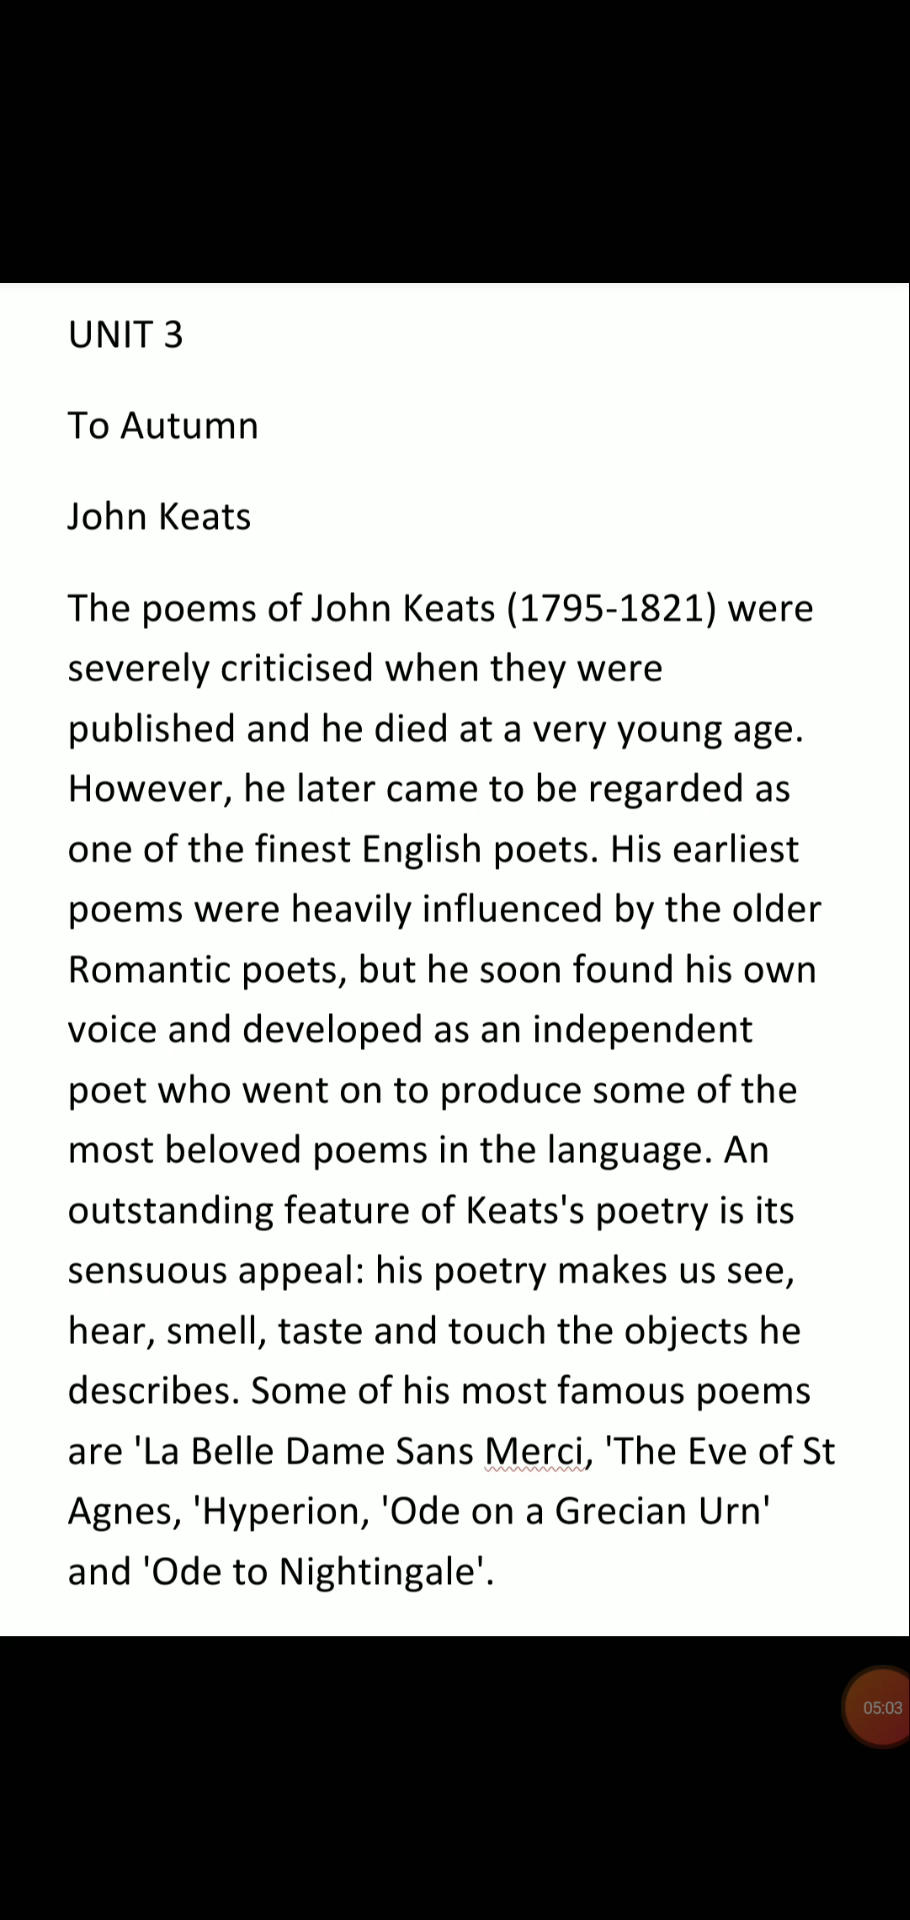 UNIT 3
To Autumn
John Keats
The poems of John Keats (1795-1821) were
severely criticised when they were
published and he died at a very young age.
However, he later came to be regarded as
one of the finest English poets. His earliest
poems were heavily influenced by the older
Romantic poets, but he soon found his own
voice and developed as an independent
poet who went on to produce some of the
most beloved poems in the language. An
outstanding feature of Keats's poetry is its
sensuous appeal: his poetry makes us see,
hear, smell, taste and touch the objects he
describes. Some of his most famous poems
are 'La Belle Dame Sans Merci, 'The Eve of St
Agnes, 'Hyperion, 'Ode on a Grecian Urn'
and 'Ode to Nightingale'.
05:03